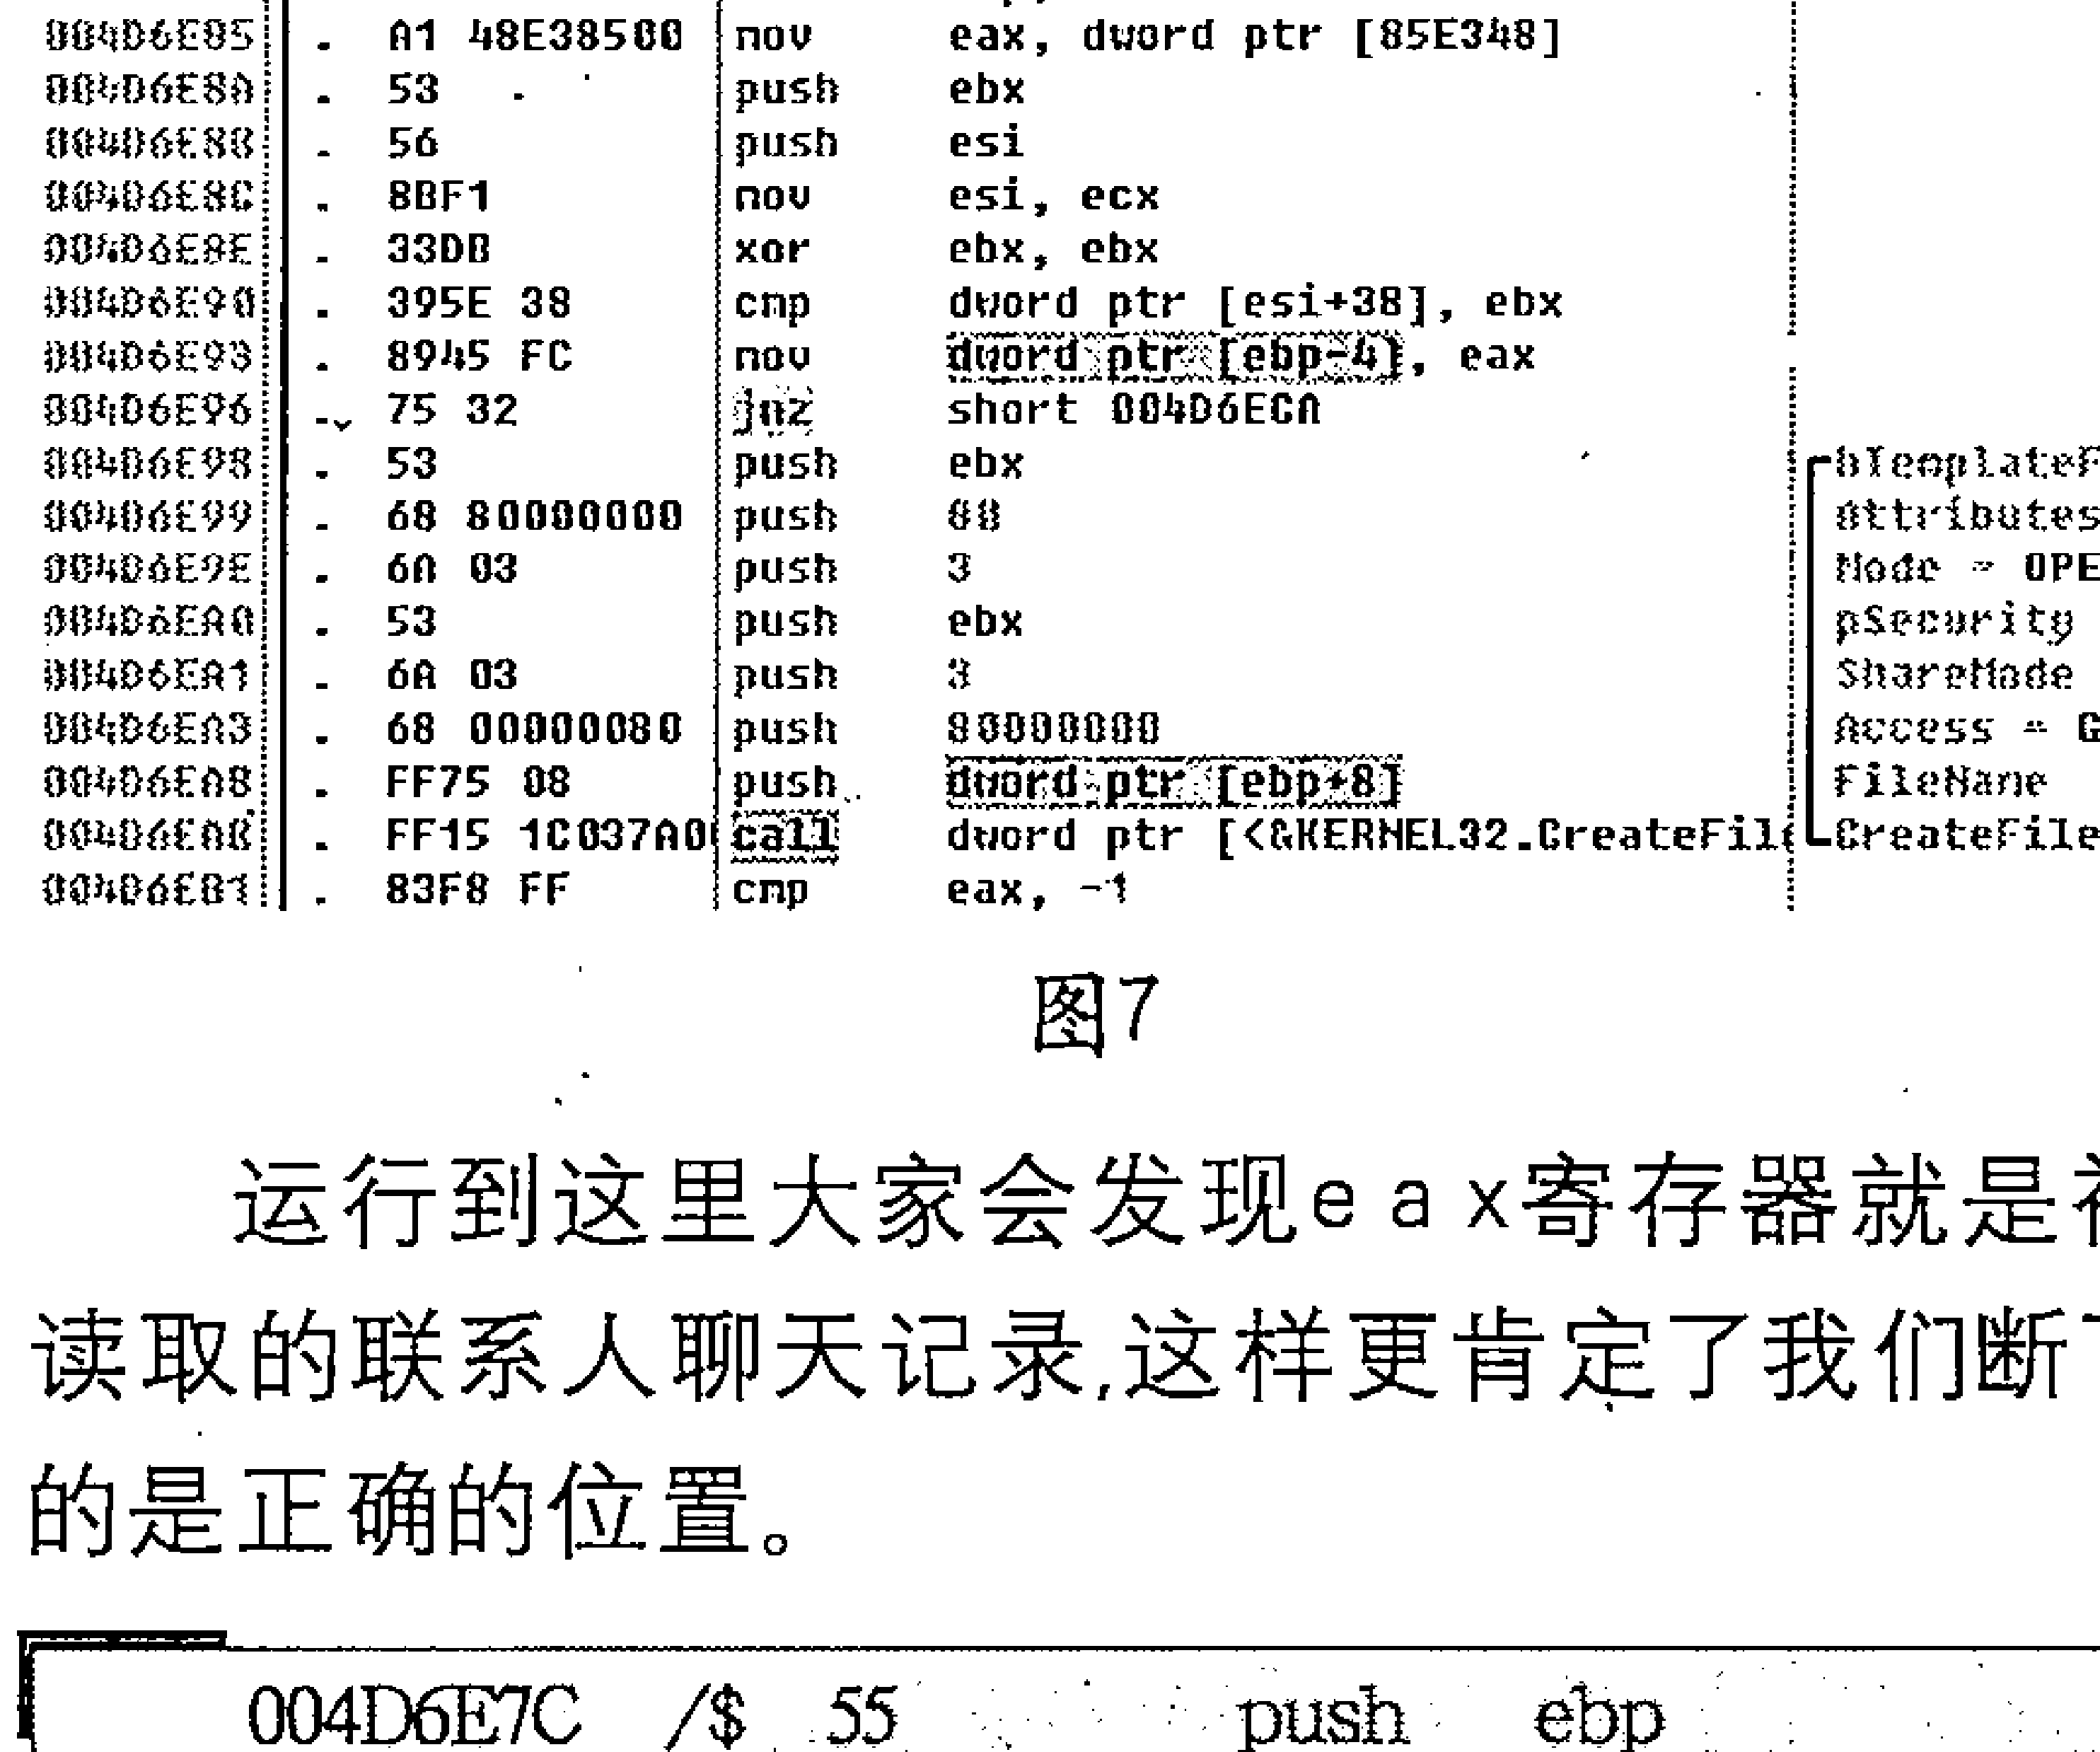 004D6E85 . A1 48E38500 mov eax, dword ptr [85E348]
004D6E8A . 53 push ebx
004D6E8B . 56 push esi
004D6E8C . 8BF1 mov esi, ecx
004D6E8E . 33DB xor ebx, ebx
004D6E90 . 395E 38 cmp dword ptr [esi+38], ebx
004D6E93 . 8945 FC mov dword ptr [ebp-4], eax
004D6E96 . 75 32 jnz short 004D6ECA
004D6E98 . 53 push ebx hTemplateF
004D6E99 . 68 80000000 push 80 Attributes
004D6E9E . 6A 03 push 3 Mode = OPE
004D6EA0 . 53 push ebx pSecurity
004D6EA1 . 6A 03 push 3 ShareMode
004D6EA3 . 68 00000080 push 80000000 Access = G
004D6EA8 . FF75 08 push dword ptr [ebp+8] FileName
004D6EAB . FF15 1C037A0 call dword ptr [<&KERNEL32.CreateFil CreateFile
004D6EB1 . 83F8 FF cmp eax, -1
图7
运行到这里大家会发现eax寄存器就是
读取的联系人聊天记录,这样更肯定了我们断
的是正确的位置。
004D6E7C /$ 55 push ebp